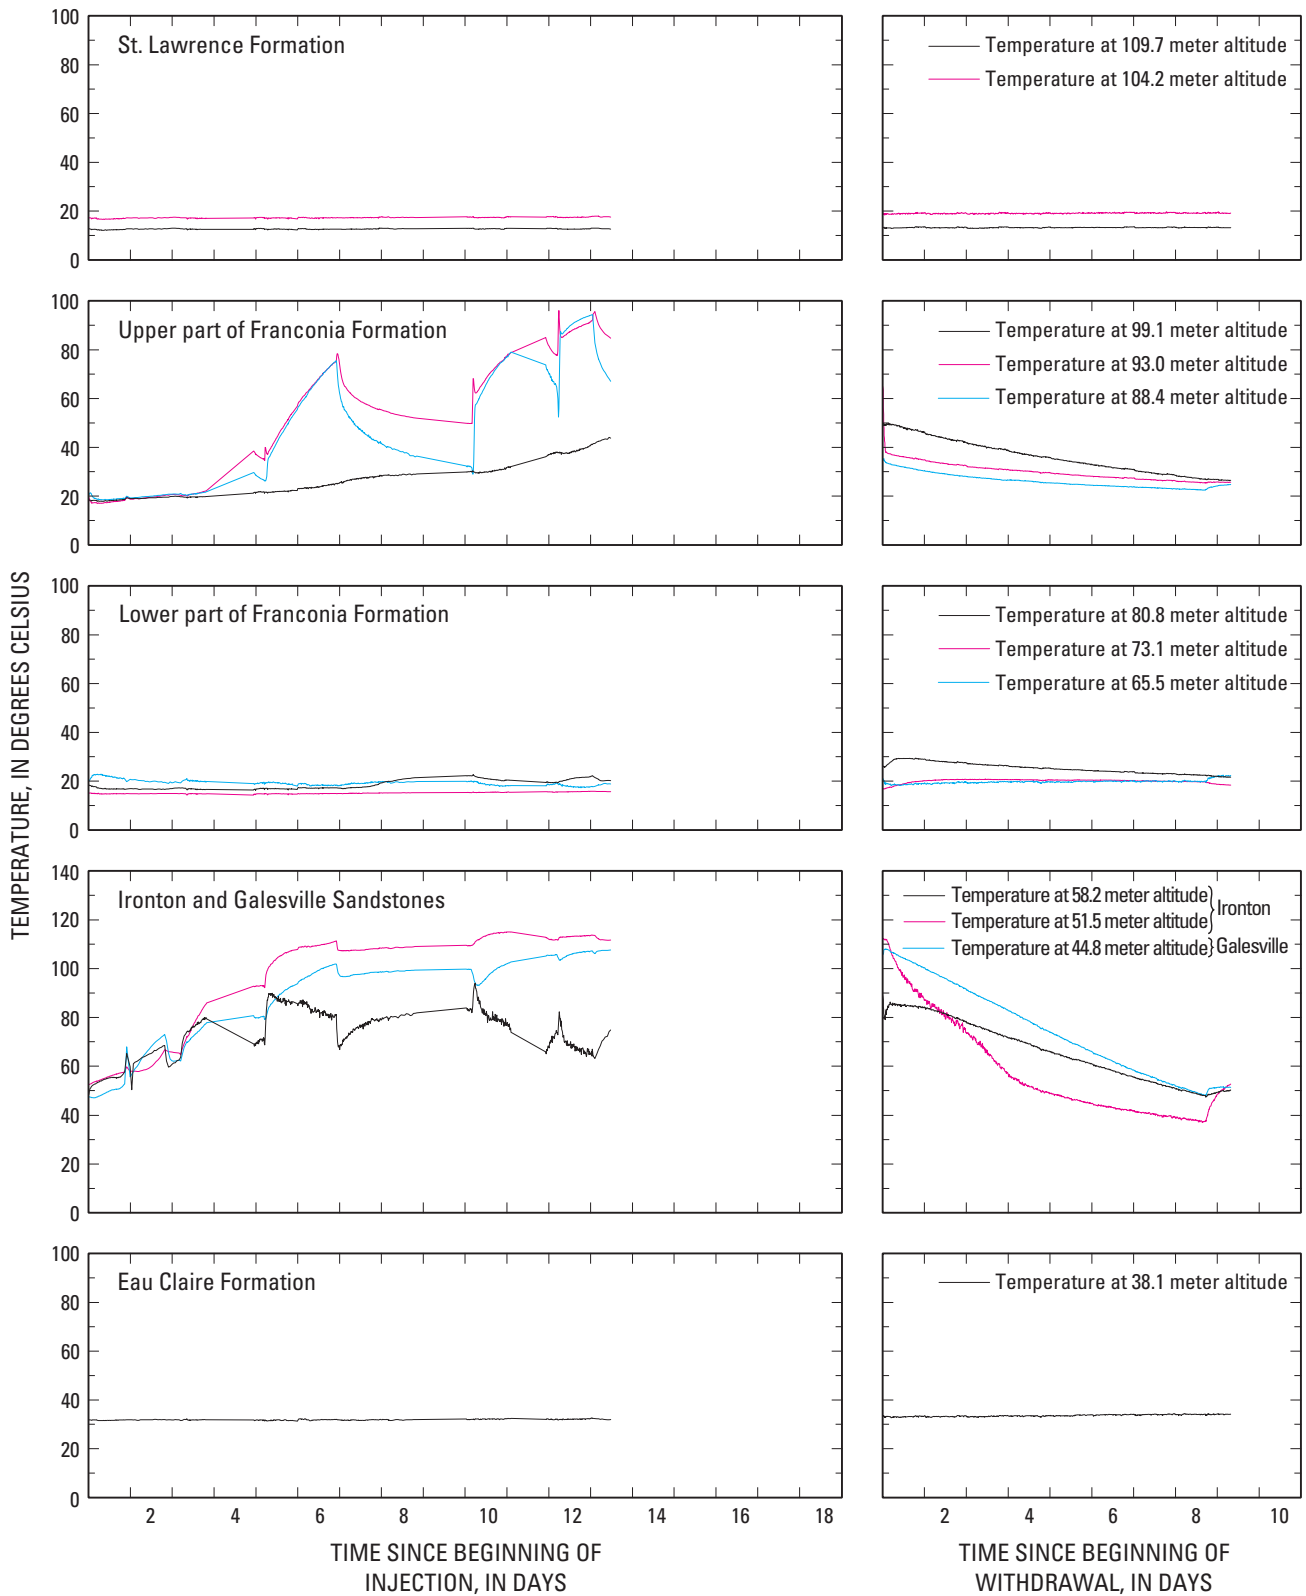 TEMPERATURE, IN DEGREES CELSIUS
100
80
60
40
20
0
St. Lawrence Formation
Temperature at 109.7 meter altitude
Temperature at 104.2 meter altitude
100
80
60
40
20
0
Upper part of Franconia Formation
Temperature at 99.1 meter altitude
Temperature at 93.0 meter altitude
Temperature at 88.4 meter altitude
100
80
60
40
20
0
Lower part of Franconia Formation
Temperature at 80.8 meter altitude
Temperature at 73.1 meter altitude
Temperature at 65.5 meter altitude
140
120
100
80
60
40
20
0
Ironton and Galesville Sandstones
Temperature at 58.2 meter altitude
Temperature at 51.5 meter altitude
Ironton
Temperature at 44.8 meter altitude} Galesville
100
80
60
40
20
0
Eau Claire Formation
Temperature at 38.1 meter altitude
2 4 6 8 10 12 14 16 18
2 4 6 8 10
TIME SINCE BEGINNING OF
INJECTION, IN DAYS
TIME SINCE BEGINNING OF
WITHDRAWAL, IN DAYS